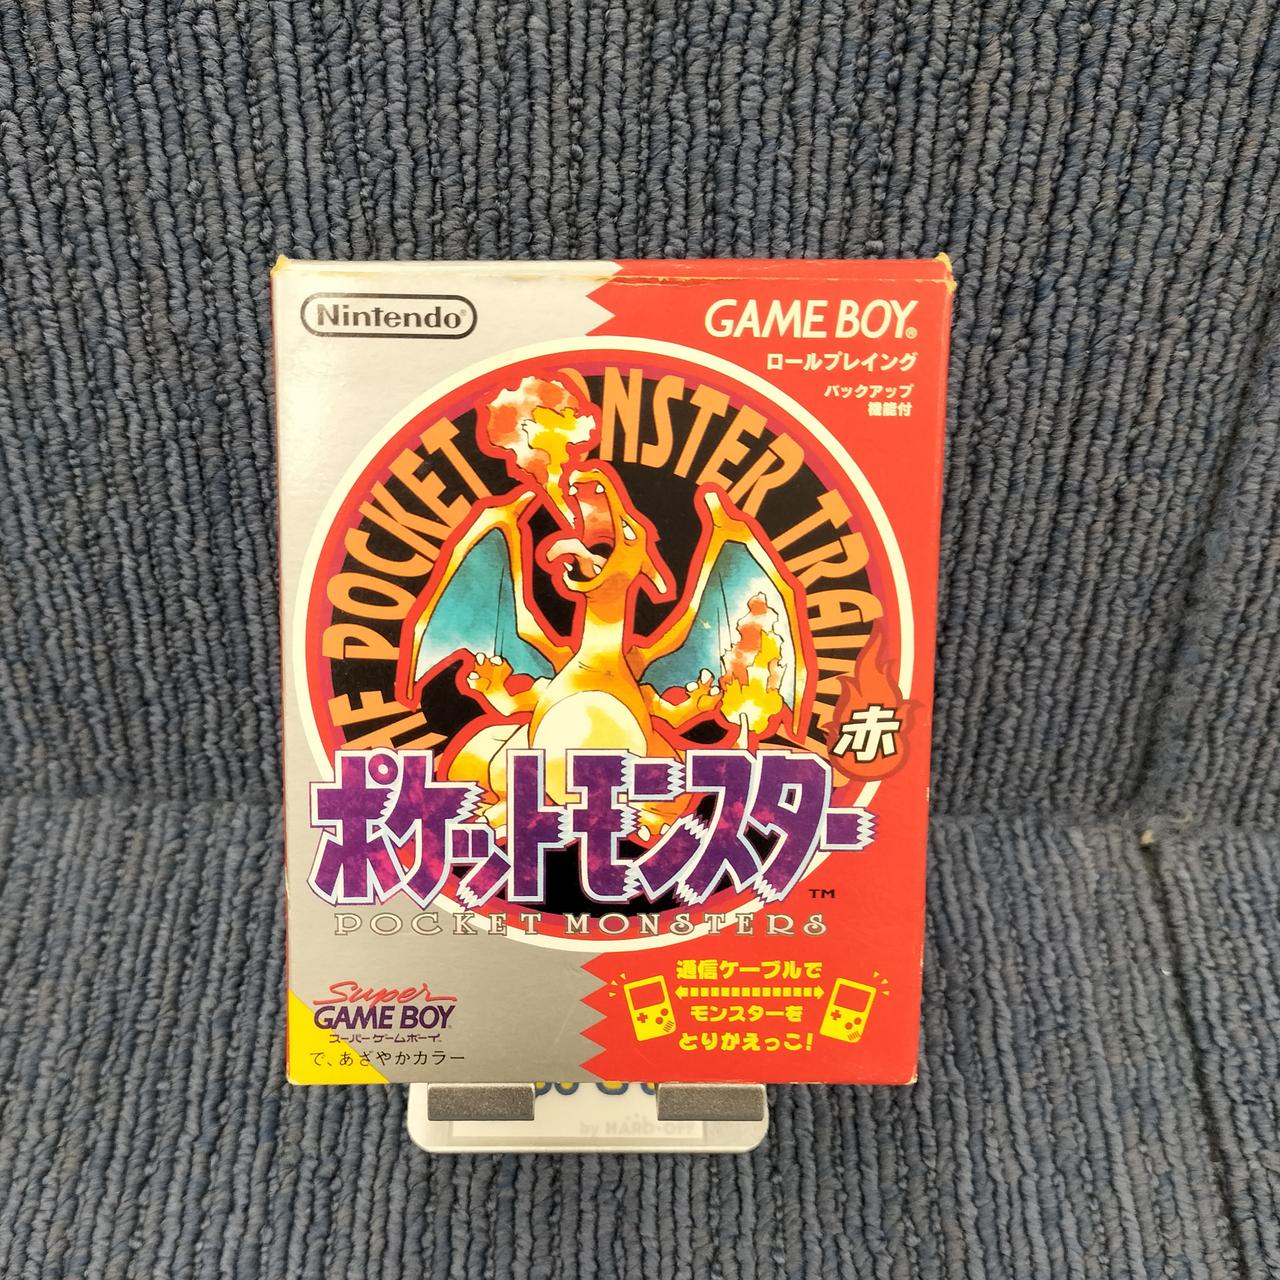 Nintendo®
GAME BOY®
ロールプレイング
バックアップ
機能付
POCKET MONSTER
赤
ポケットモンスター
TM
POCKET MONSTERS
Super
GAME BOY
スーパーゲームボーイ
で、あざやかカラー
通信ケーブルで
モンスターを
とりかえっこ!
by HARD・OFF